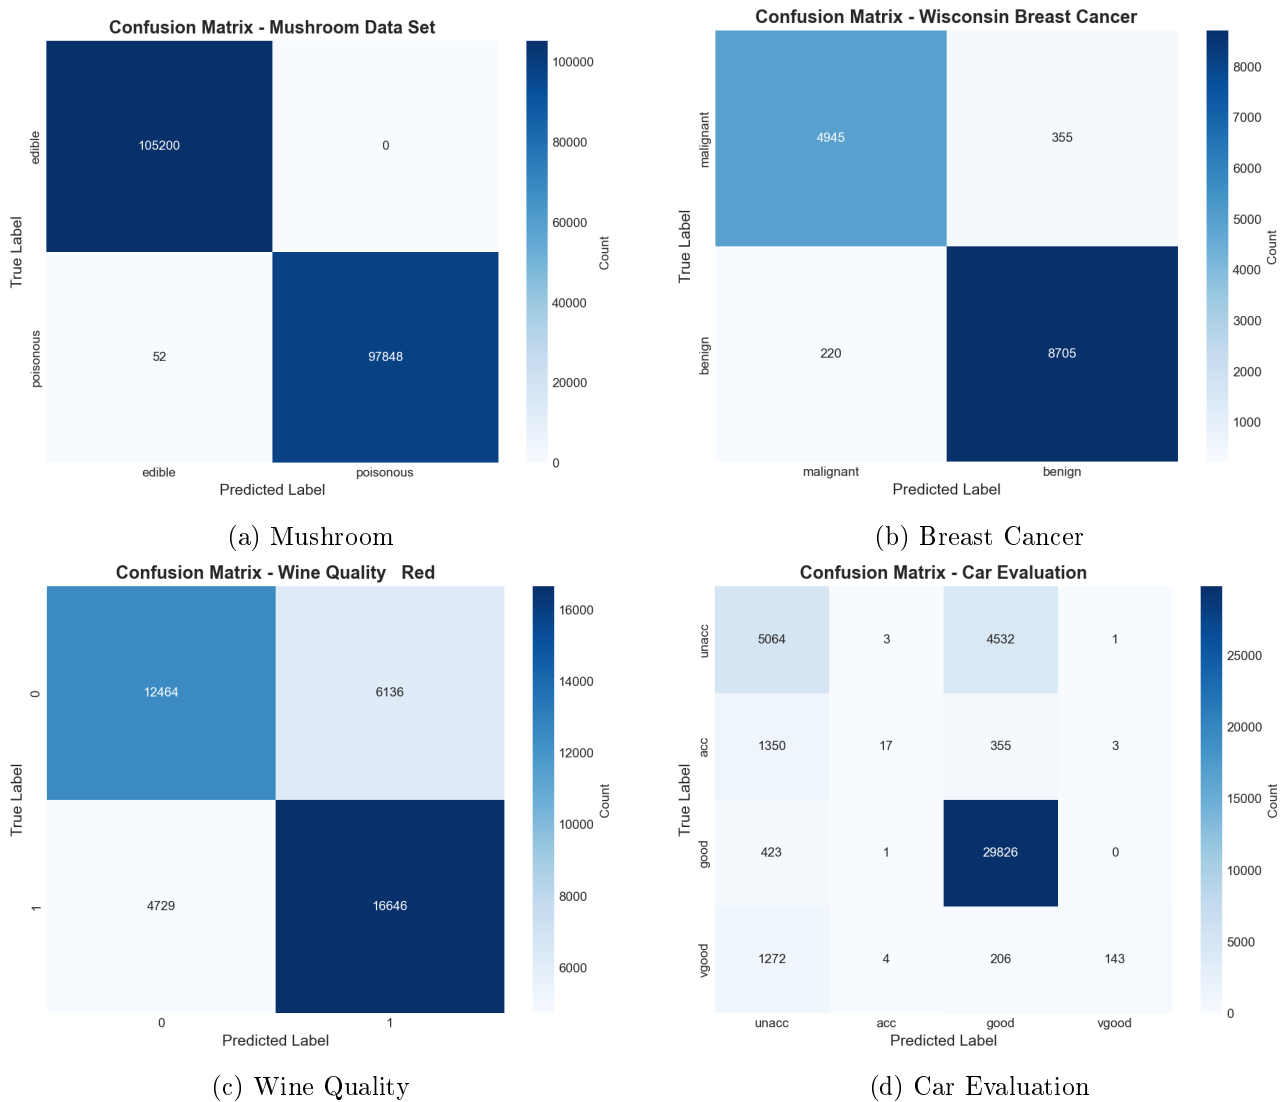 Confusion Matrix - Mushroom Data Set
True Label
edible
poisonous
105200 0
52 97848
edible poisonous
Predicted Label
100000
80000
60000
40000
20000
0
Count
(a) Mushroom
Confusion Matrix - Wisconsin Breast Cancer
True Label
malignant
benign
4945 355
220 8705
malignant benign
Predicted Label
8000
7000
6000
5000
4000
3000
2000
1000
Count
(b) Breast Cancer
Confusion Matrix - Wine Quality Red
True Label
0
1
12464 6136
4729 16646
0 1
Predicted Label
16000
14000
12000
10000
8000
6000
Count
(c) Wine Quality
Confusion Matrix - Car Evaluation
True Label
unacc
acc
good
vgood
5064 3 4532 1
1350 17 355 3
423 1 29826 0
1272 4 206 143
unacc acc good vgood
Predicted Label
25000
20000
15000
10000
5000
0
Count
(d) Car Evaluation